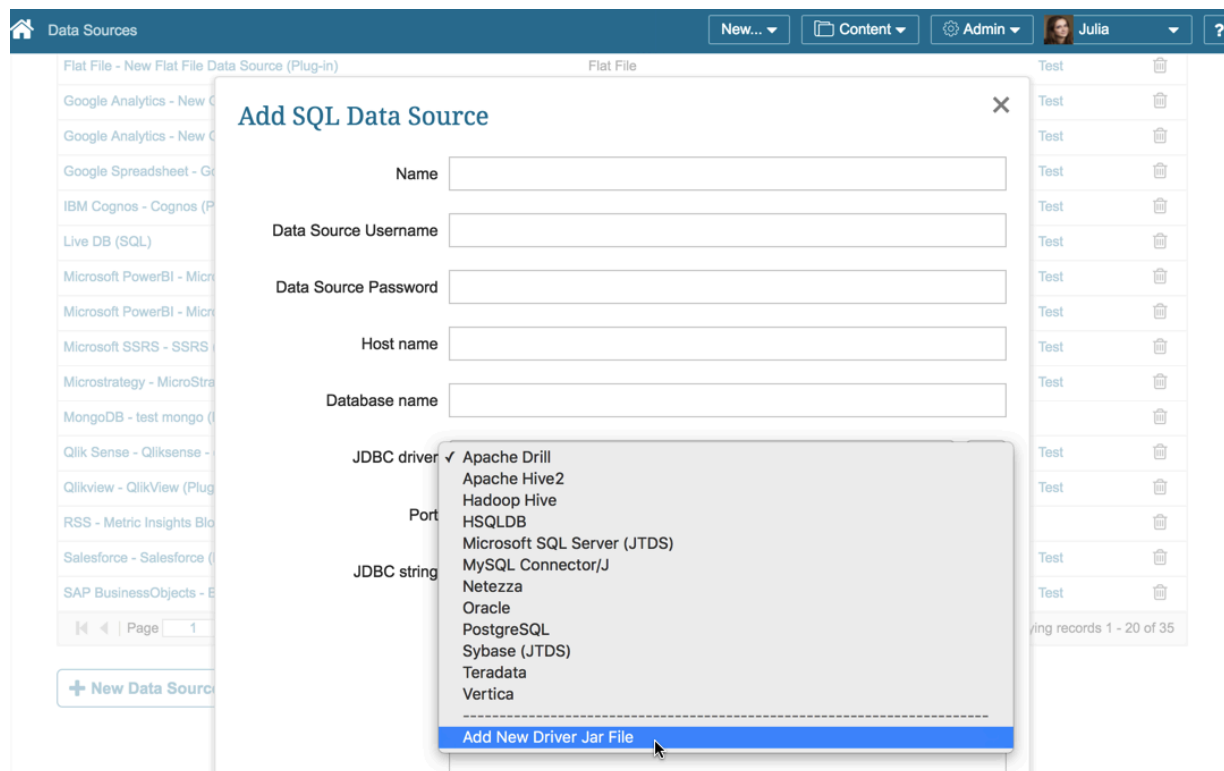 Data Sources New... Content Admin Julia ?
Flat File - New Flat File Data Source (Plug-in) Flat File Test
Google Analytics - New Test
Google Analytics - New Test
Google Spreadsheet - Test
IBM Cognos - Cognos (P Test
Live DB (SQL) Test
Microsoft PowerBI - Micr Test
Microsoft PowerBI - Micr Test
Microsoft SSRS - SSRS Test
Microstrategy - MicroStra Test
MongoDB - test mongo (
Qlik Sense - Qliksense - Test
Qlikview - QlikView (Plug Test
RSS - Metric Insights Blo
Salesforce - Salesforce ( Test
SAP BusinessObjects - Test
Page 1 ying records 1 - 20 of 35
+ New Data Sourc
Add SQL Data Source ×
Name
Data Source Username
Data Source Password
Host name
Database name
JDBC driver
Port
JDBC string
✓ Apache Drill
Apache Hive2
Hadoop Hive
HSQLDB
Microsoft SQL Server (JTDS)
MySQL Connector/J
Netezza
Oracle
PostgreSQL
Sybase (JTDS)
Teradata
Vertica
------------------------------------------------------------------------
Add New Driver Jar File